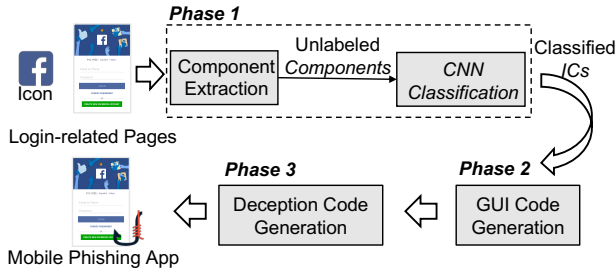 Phase 1
Icon
Login-related Pages
Component
Extraction
Unlabeled
Components
CNN
Classification
Classified
ICs
Phase 2
GUI Code
Generation
Phase 3
Deception Code
Generation
Mobile Phishing App